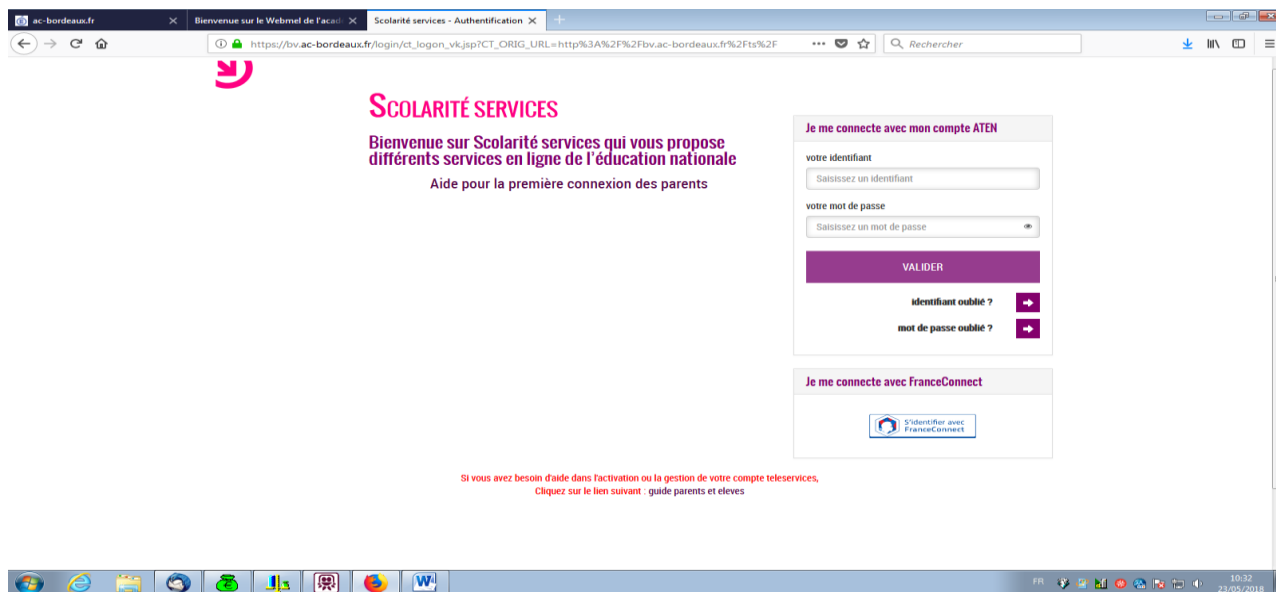 ac-bordeaux.fr
Bienvenue sur le Webmel de l'acad
Scolarité services - Authentification
https://bv.ac-bordeaux.fr/login/ct_logon_vk.jsp?CT_ORIG_URL=http%3A%2F%2Fbv.ac-bordeaux.fr%2Fts%2F
Rechercher
SCOLARITÉ SERVICES
Bienvenue sur Scolarité services qui vous propose
différents services en ligne de l'éducation nationale
Aide pour la première connexion des parents
Je me connecte avec mon compte ATEN
votre identifiant
Saisissez un identifiant
votre mot de passe
Saisissez un mot de passe
VALIDER
identifiant oublié ?
mot de passe oublié ?
Je me connecte avec FranceConnect
S'identifier avec
FranceConnect
Si vous avez besoin d'aide dans l'activation ou la gestion de votre compte teleservices,
Cliquez sur le lien suivant : guide parents et eleves
FR
10:32
23/05/2018